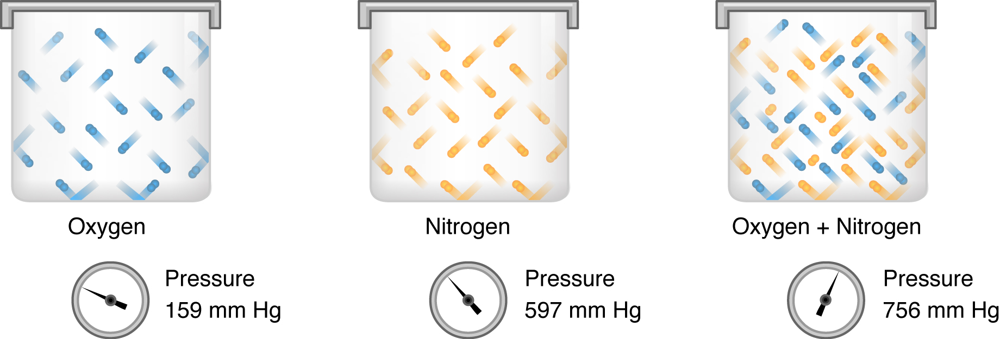 Oxygen
Pressure
159 mm Hg
Nitrogen
Pressure
597 mm Hg
Oxygen + Nitrogen
Pressure
756 mm Hg